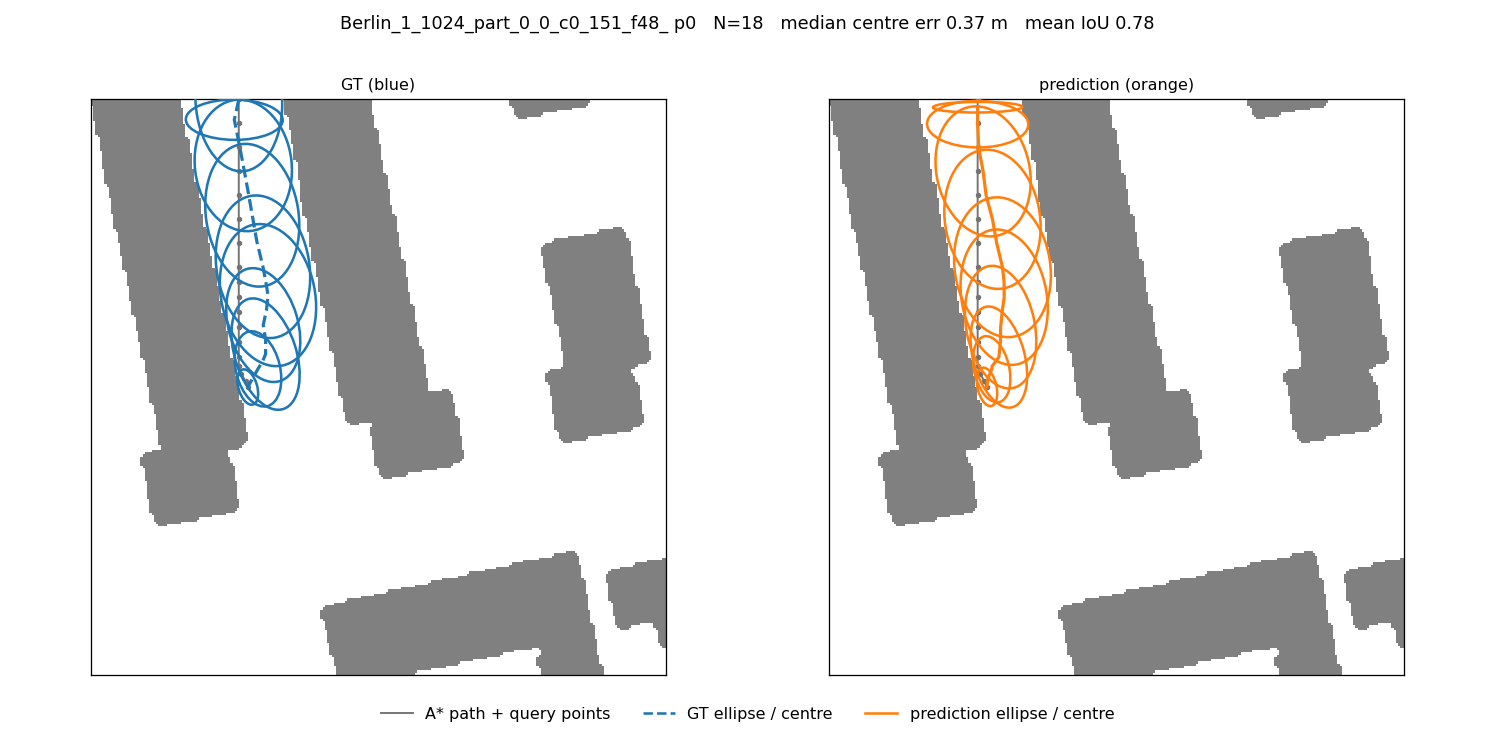 Berlin_1_1024_part_0_0_c0_151_f48_ p0   N=18   median centre err 0.37 m   mean IoU 0.78
GT (blue)
prediction (orange)
A* path + query points
GT ellipse / centre
prediction ellipse / centre